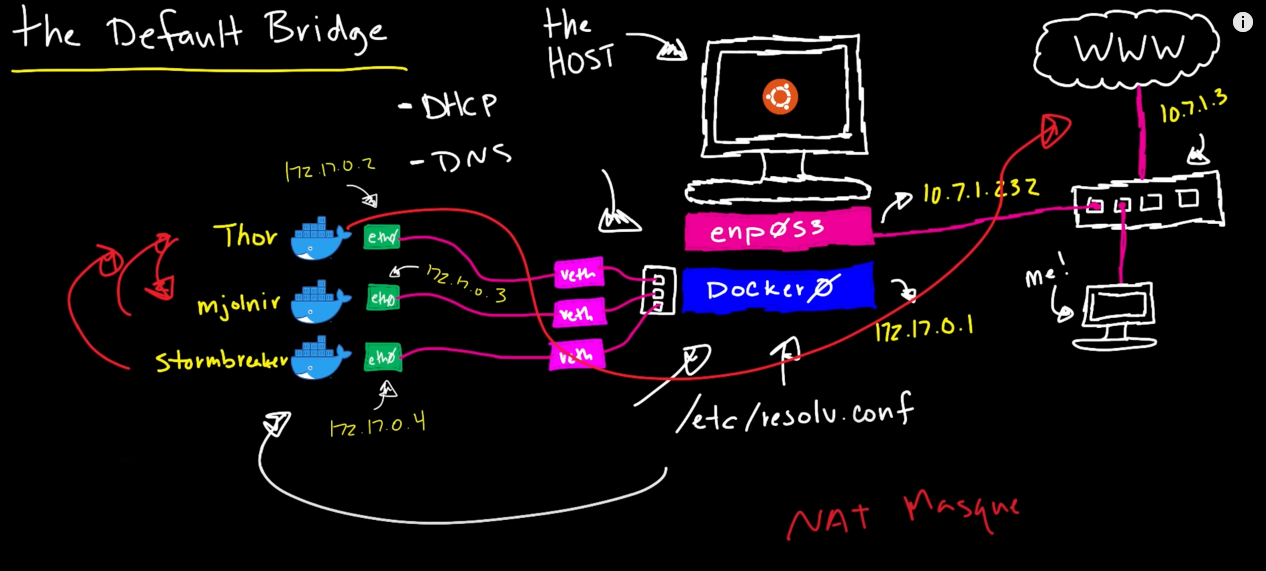 the Default Bridge
the
HOST
WWW
10.7.1.3
- DHCP
- DNS
172.17.0.2
10.7.1.232
Thor
eth0
enp0s3
veth
172.17.0.3
Docker0
me!
mjolnir
eth0
veth
172.17.0.1
stormbreaker
eth0
veth
172.17.0.4
/etc/resolv.conf
NAT Masque